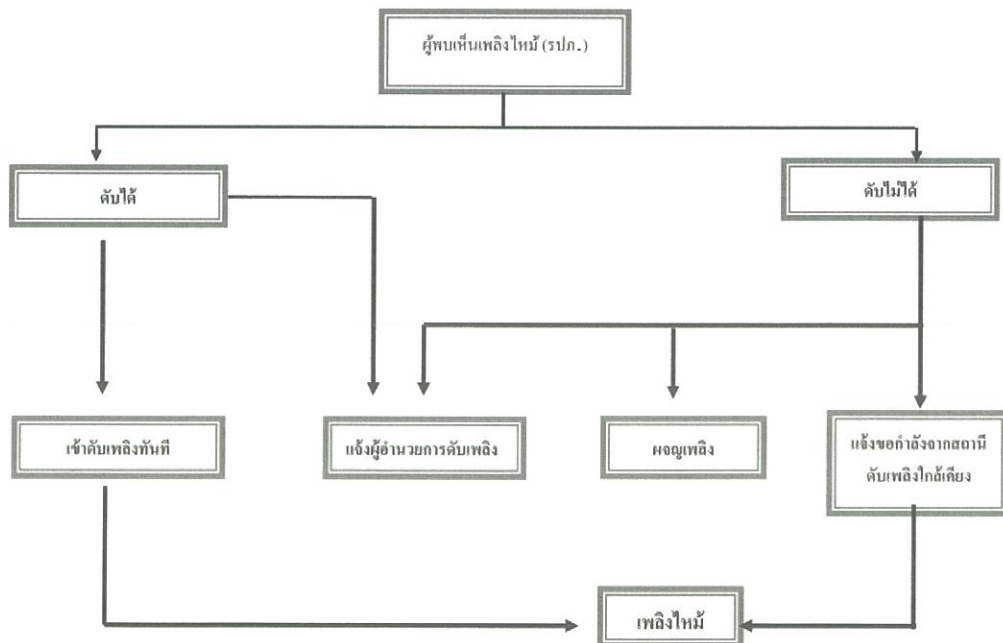 ผู้พบเห็นเพลิงไหม้ (รปภ.)
ดับได้
ดับไม่ได้
เข้าดับเพลิงทันที
แจ้งผู้อำนวยการดับเพลิง
ผจญเพลิง
แจ้งขอกำลังจากสถานี
ดับเพลิงใกล้เคียง
เพลิงไหม้